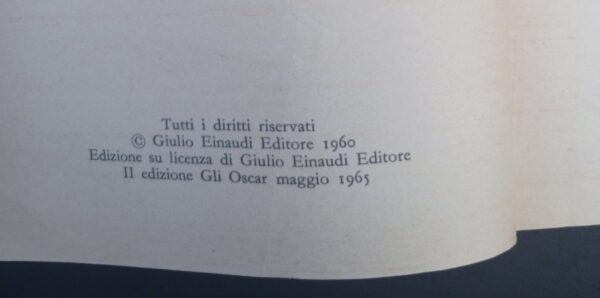 Tutti i diritti riservati
© Giulio Einaudi Editore 1960
Edizione su licenza di Giulio Einaudi Editore
II edizione Gli Oscar maggio 1965